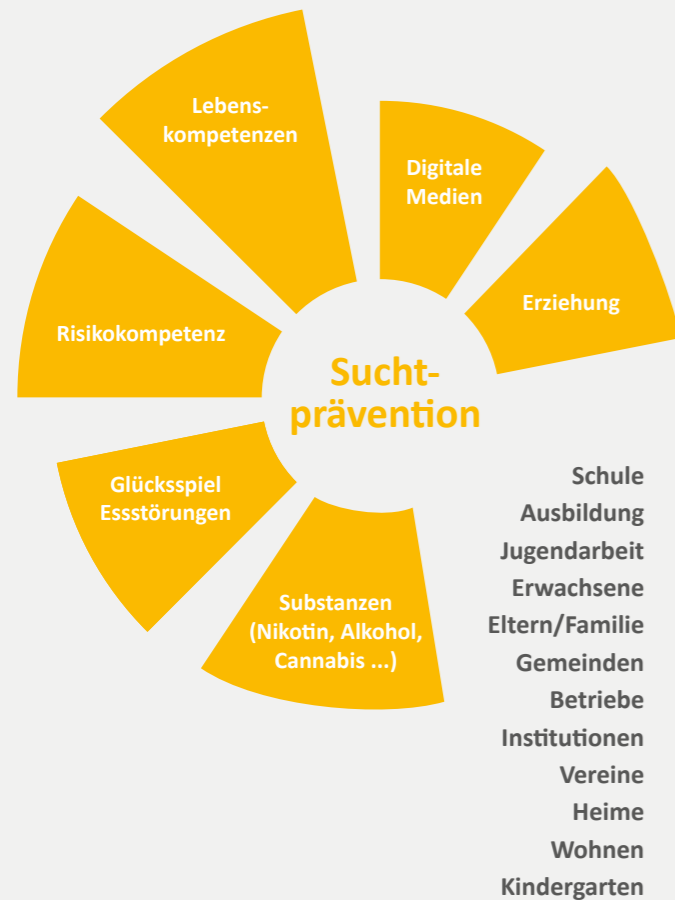 Lebens-
kompetenzen
Digitale
Medien
Erziehung
Risikokompetenz
Sucht-
prävention
Glücksspiel
Essstörungen
Substanzen
(Nikotin, Alkohol,
Cannabis ...)
Schule
Ausbildung
Jugendarbeit
Erwachsene
Eltern/Familie
Gemeinden
Betriebe
Institutionen
Vereine
Heime
Wohnen
Kindergarten